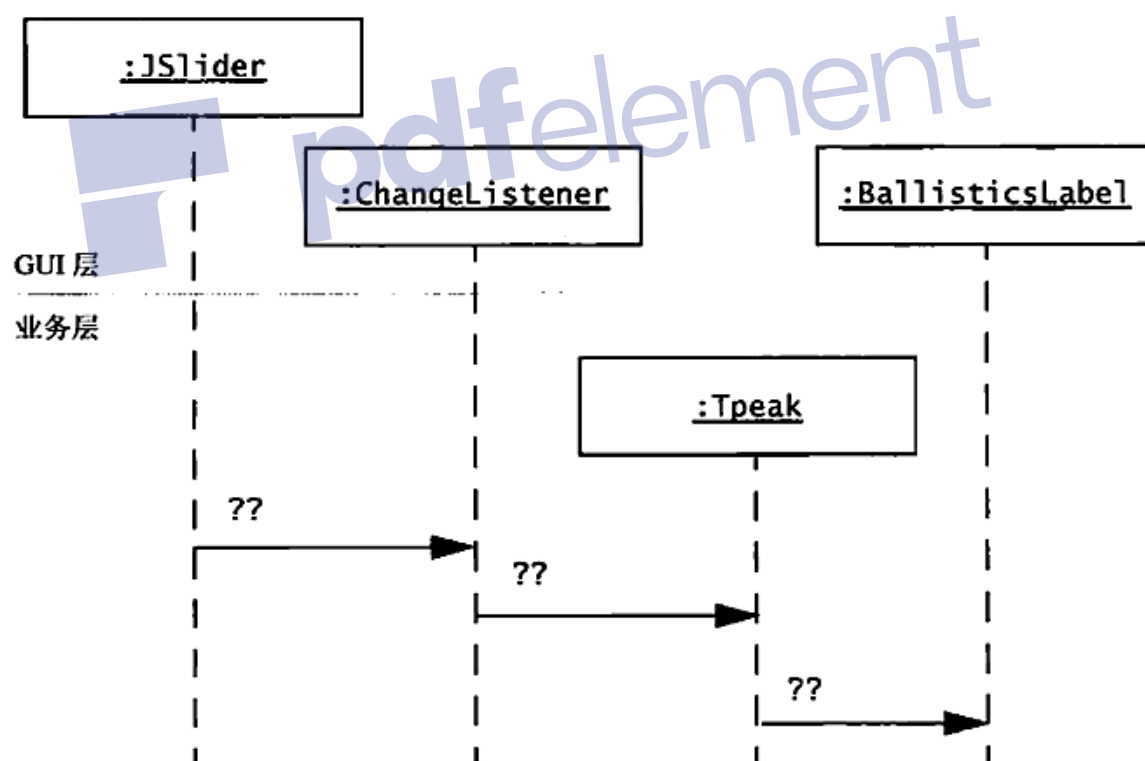 :JSlider
pdfelement
:ChangeListener
:BallisticsLabel
GUI 层
业务层
:Tpeak
??
??
??